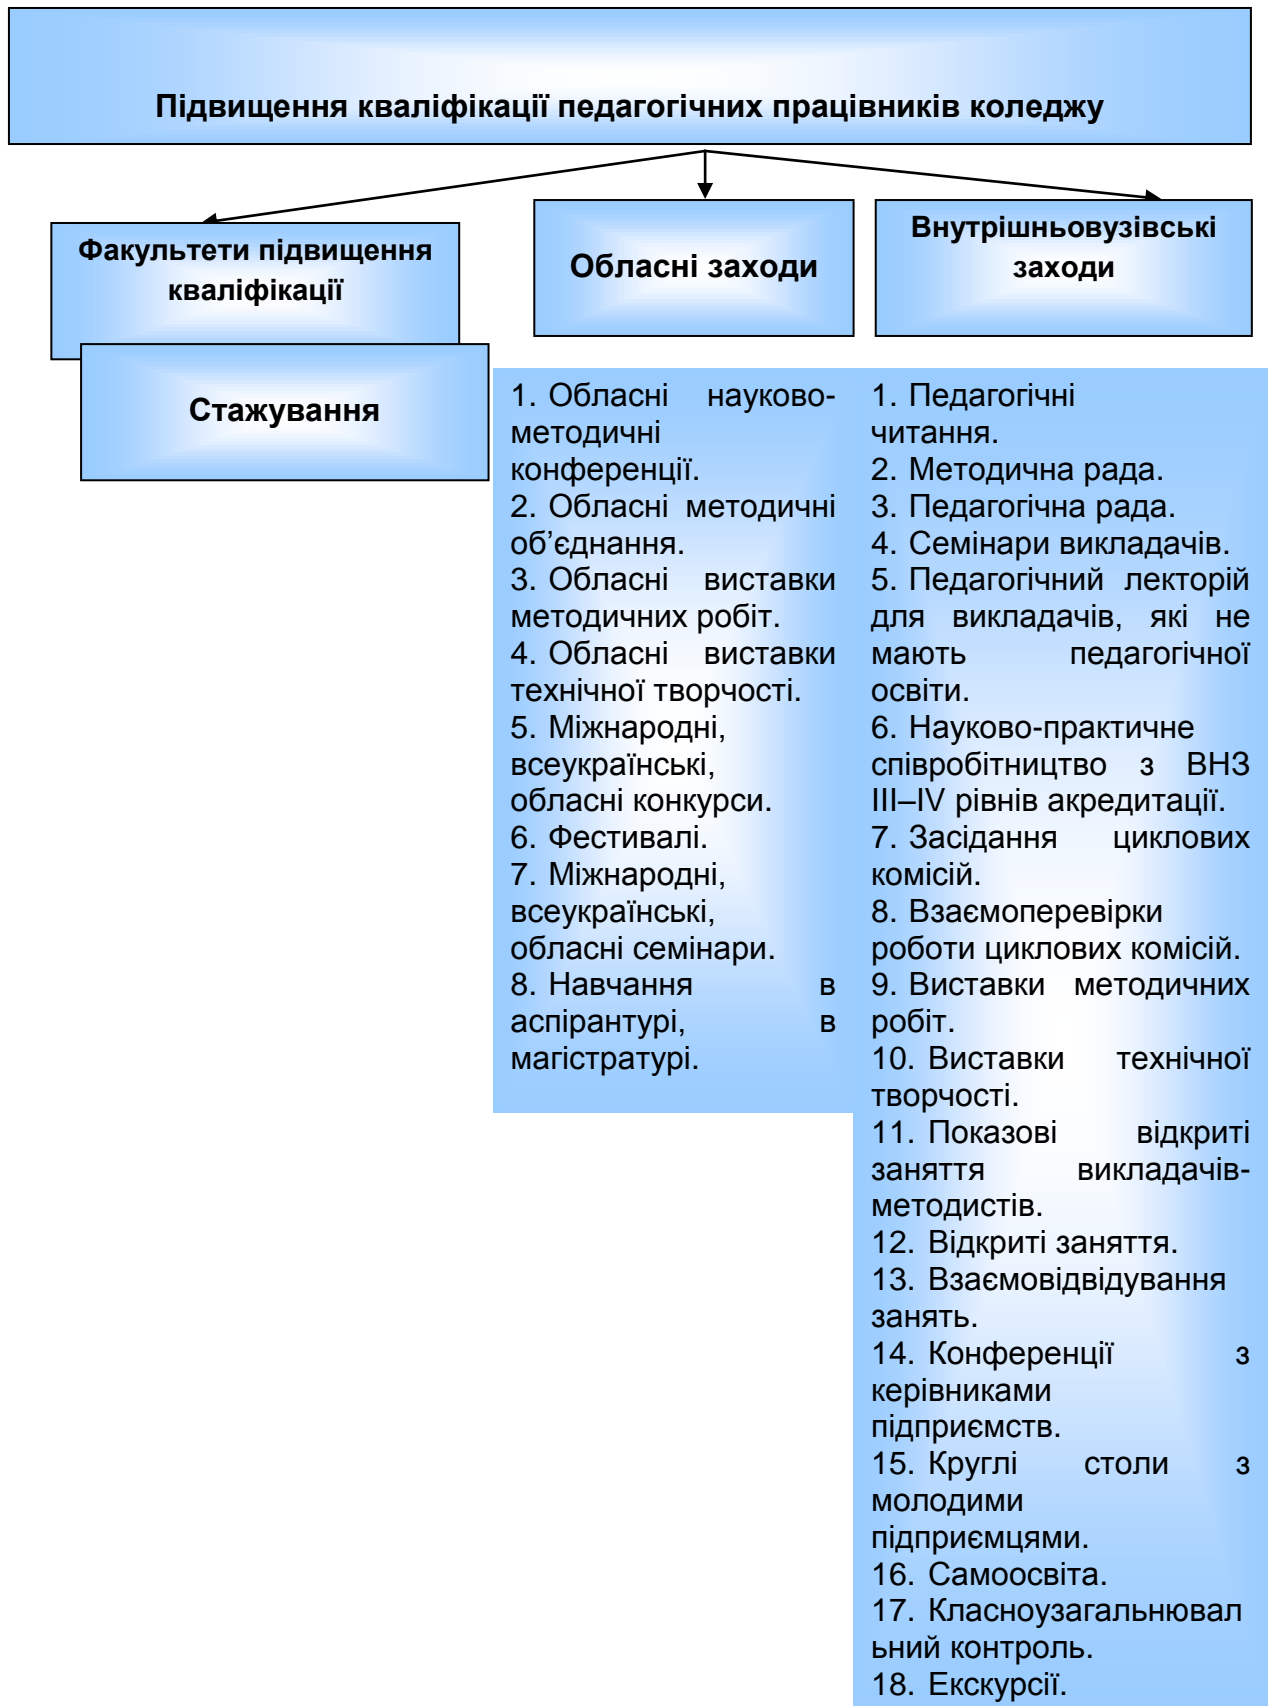 Підвищення кваліфікації педагогічних працівників коледжу
Факультети підвищення
кваліфікації
Стажування
Обласні заходи
1. Обласні науково-
методичні
конференції.
2. Обласні методичні
об’єднання.
3. Обласні виставки
методичних робіт.
4. Обласні виставки
технічної творчості.
5. Міжнародні,
всеукраїнські,
обласні конкурси.
6. Фестивалі.
7. Міжнародні,
всеукраїнські,
обласні семінари.
8. Навчання в
аспірантурі, в
магістратурі.
Внутрішньовузівські
заходи
1. Педагогічні
читання.
2. Методична рада.
3. Педагогічна рада.
4. Семінари викладачів.
5. Педагогічний лекторій
для викладачів, які не
мають педагогічної
освіти.
6. Науково-практичне
співробітництво з ВНЗ
III–IV рівнів акредитації.
7. Засідання циклових
комісій.
8. Взаємоперевірки
роботи циклових комісій.
9. Виставки методичних
робіт.
10. Виставки технічної
творчості.
11. Показові відкриті
заняття викладачів-
методистів.
12. Відкриті заняття.
13. Взаємовідвідування
занять.
14. Конференції з
керівниками
підприємств.
15. Круглі столи з
молодими
підприємцями.
16. Самоосвіта.
17. Класноузагальнювал
ьний контроль.
18. Екскурсії.